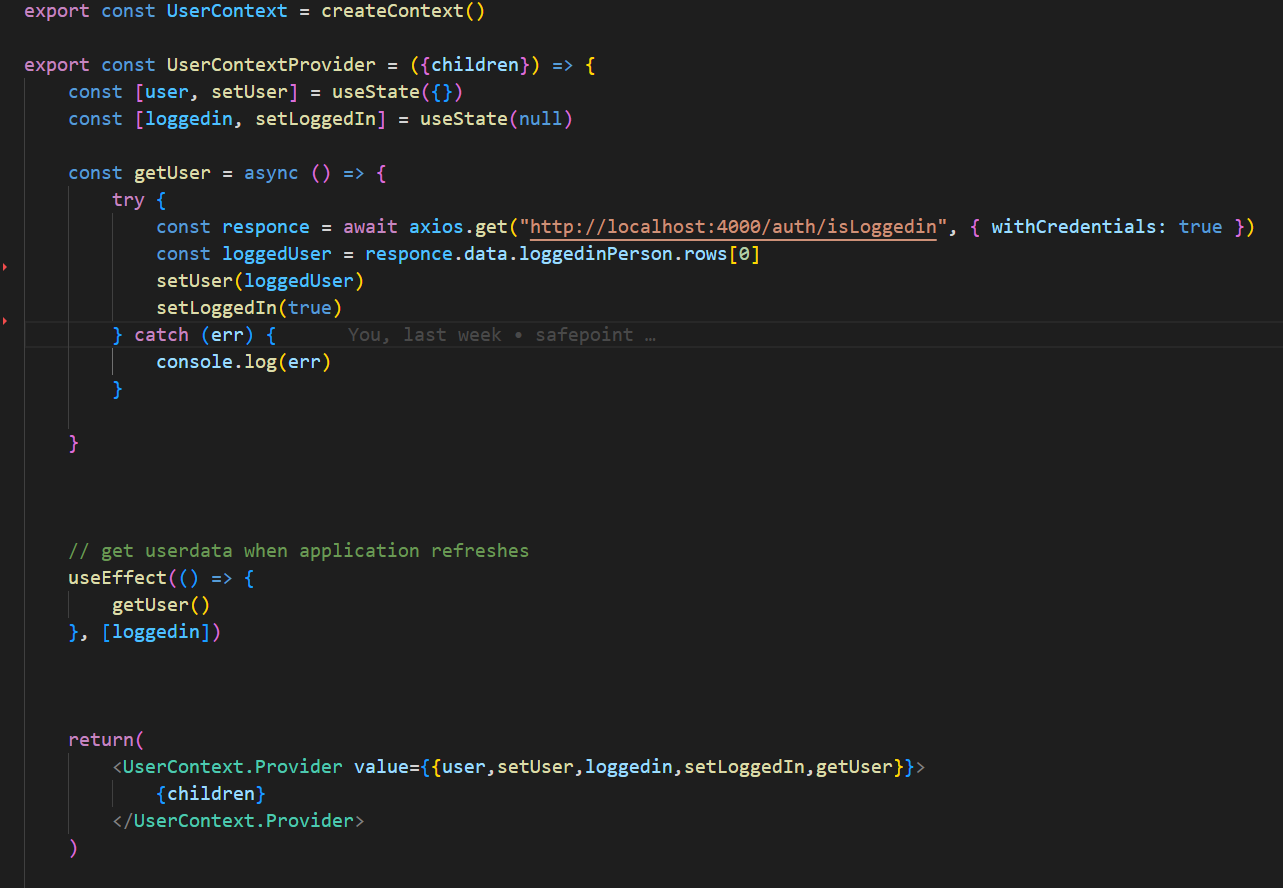 export const UserContext = createContext()
export const UserContextProvider = ({children}) => {
const [user, setUser] = useState({})
const [loggedin, setLoggedIn] = useState(null)
const getUser = async () => {
try {
const responce = await axios.get("http://localhost:4000/auth/isLoggedin", { withCredentials: true })
const loggedUser = responce.data.loggedinPerson.rows[0]
setUser(loggedUser)
setLoggedIn(true)
} catch (err) { You, last week • safepoint …
console.log(err)
}
}
// get userdata when application refreshes
useEffect(() => {
getUser()
}, [loggedin])
return(
<UserContext.Provider value={{user,setUser,loggedin,setLoggedIn,getUser}}>
{children}
</UserContext.Provider>
)